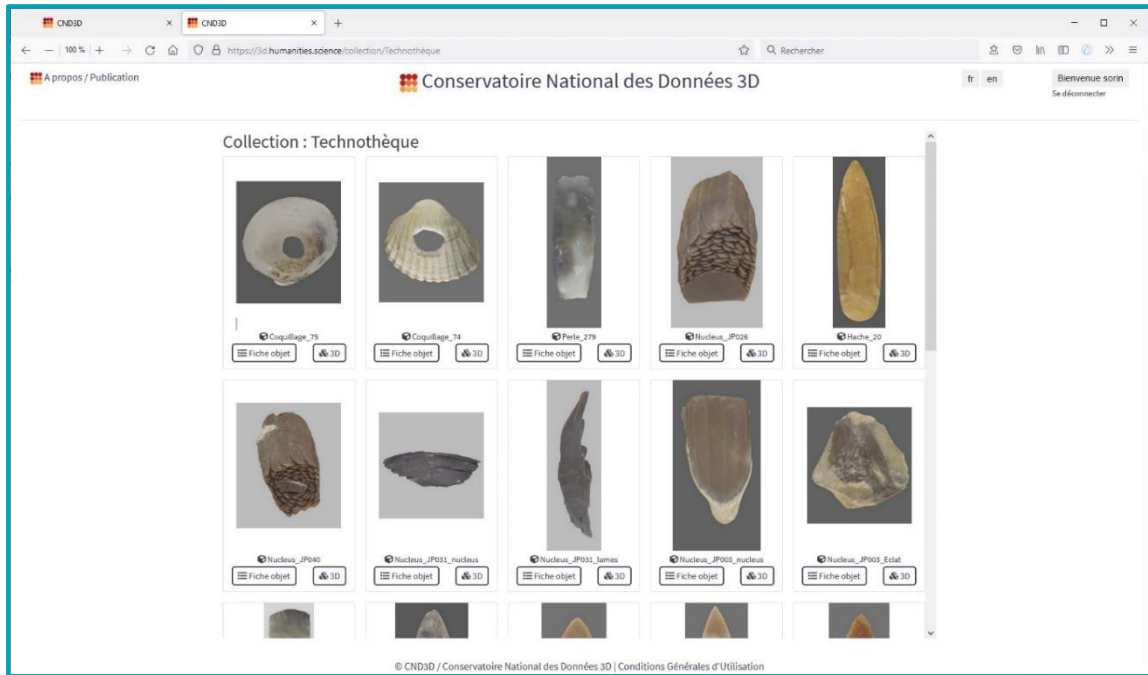 CND3D × CND3D × +
100 % https://3d.humanities.science/collection/Technothèque Rechercher
A propos / Publication Conservatoire National des Données 3D fr en Bienvenue sorin
Se déconnecter
Collection : Technothèque
Coquillage_75 Coquillage_74 Perle_279 Nucleus_JP026 Hache_20
Fiche objet 3D Fiche objet 3D Fiche objet 3D Fiche objet 3D Fiche objet 3D
Nucleus_JP040 Nucleus_JP031_nucleus Nucleus_JP031_lames Nucleus_JP003_nucleus Nucleus_JP003_Eclat
Fiche objet 3D Fiche objet 3D Fiche objet 3D Fiche objet 3D Fiche objet 3D
© CND3D / Conservatoire National des Données 3D | Conditions Générales d'Utilisation